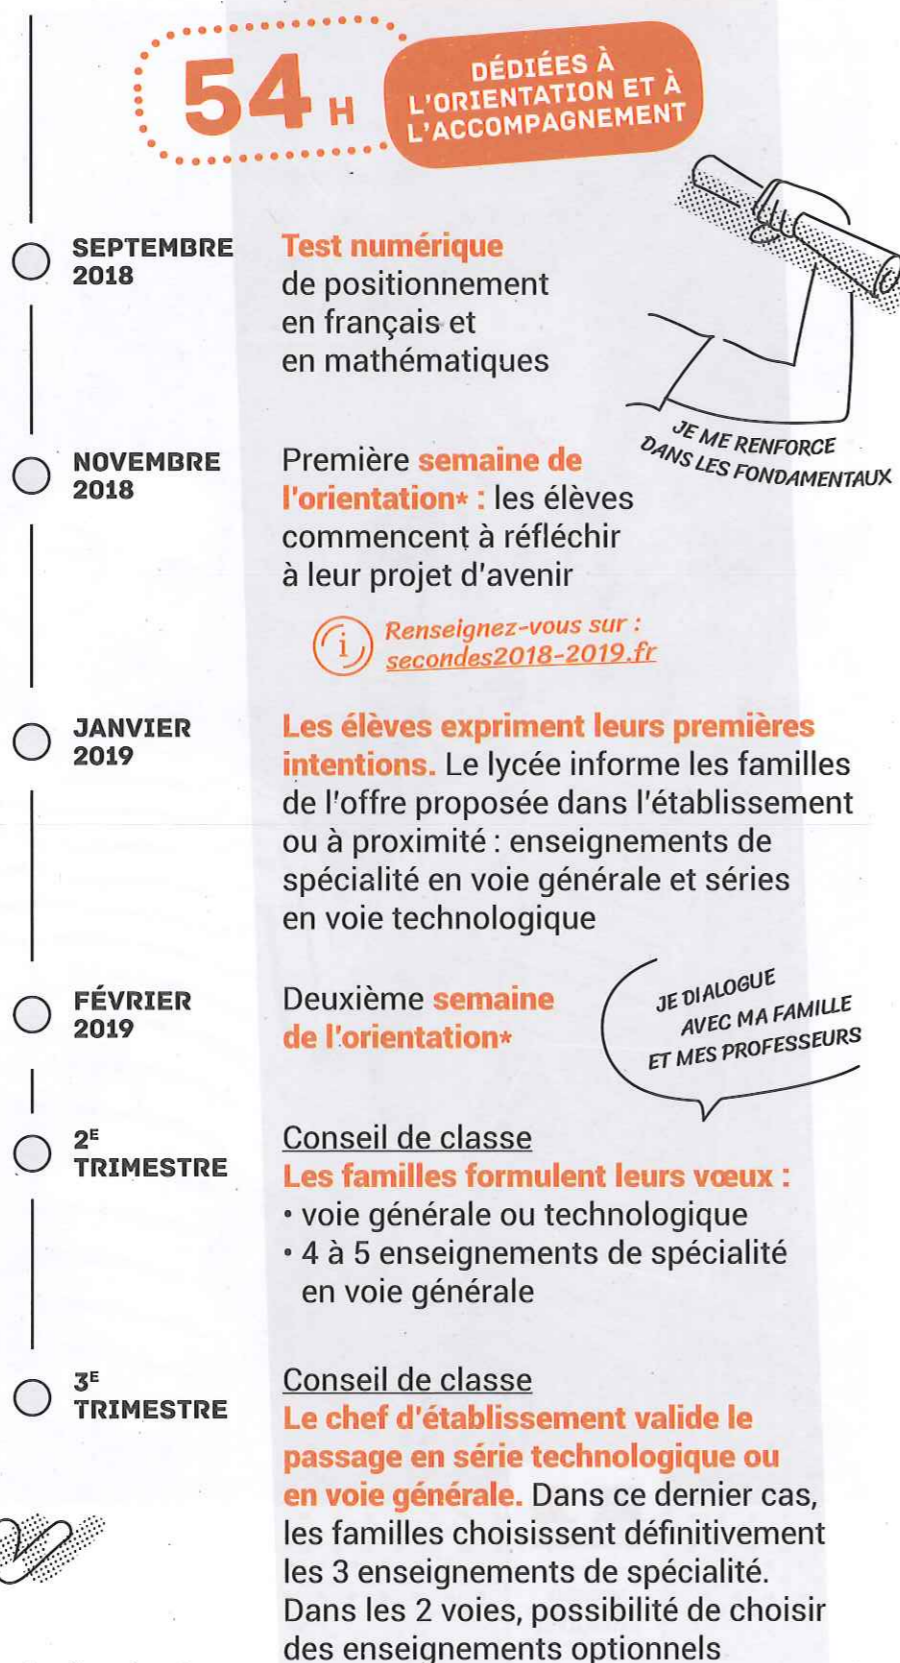 54 H
DÉDIÉES À
L'ORIENTATION ET À
L'ACCOMPAGNEMENT
SEPTEMBRE
2018
Test numérique
de positionnement
en français et
en mathématiques
JE ME RENFORCE
DANS LES FONDAMENTAUX
NOVEMBRE
2018
Première semaine de
l'orientation* : les élèves
commencent à réfléchir
à leur projet d'avenir
i
Renseignez-vous sur :
secondes2018-2019.fr
JANVIER
2019
Les élèves expriment leurs premières
intentions. Le lycée informe les familles
de l'offre proposée dans l'établissement
ou à proximité : enseignements de
spécialité en voie générale et séries
en voie technologique
FÉVRIER
2019
Deuxième semaine
de l'orientation*
JE DIALOGUE
AVEC MA FAMILLE
ET MES PROFESSEURS
2E
TRIMESTRE
Conseil de classe
Les familles formulent leurs vœux :
• voie générale ou technologique
• 4 à 5 enseignements de spécialité
en voie générale
3E
TRIMESTRE
Conseil de classe
Le chef d'établissement valide le
passage en série technologique ou
en voie générale. Dans ce dernier cas,
les familles choisissent définitivement
les 3 enseignements de spécialité.
Dans les 2 voies, possibilité de choisir
des enseignements optionnels